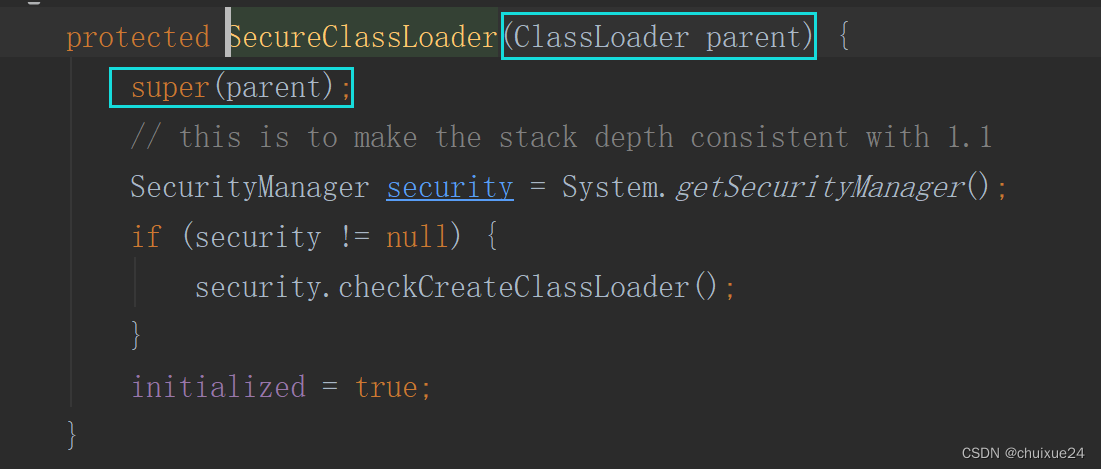 protected SecureClassLoader(ClassLoader parent) {
super(parent);
// this is to make the stack depth consistent with 1.1
SecurityManager security = System.getSecurityManager();
if (security != null) {
security.checkCreateClassLoader();
}
initialized = true;
}
CSDN @chuixue24